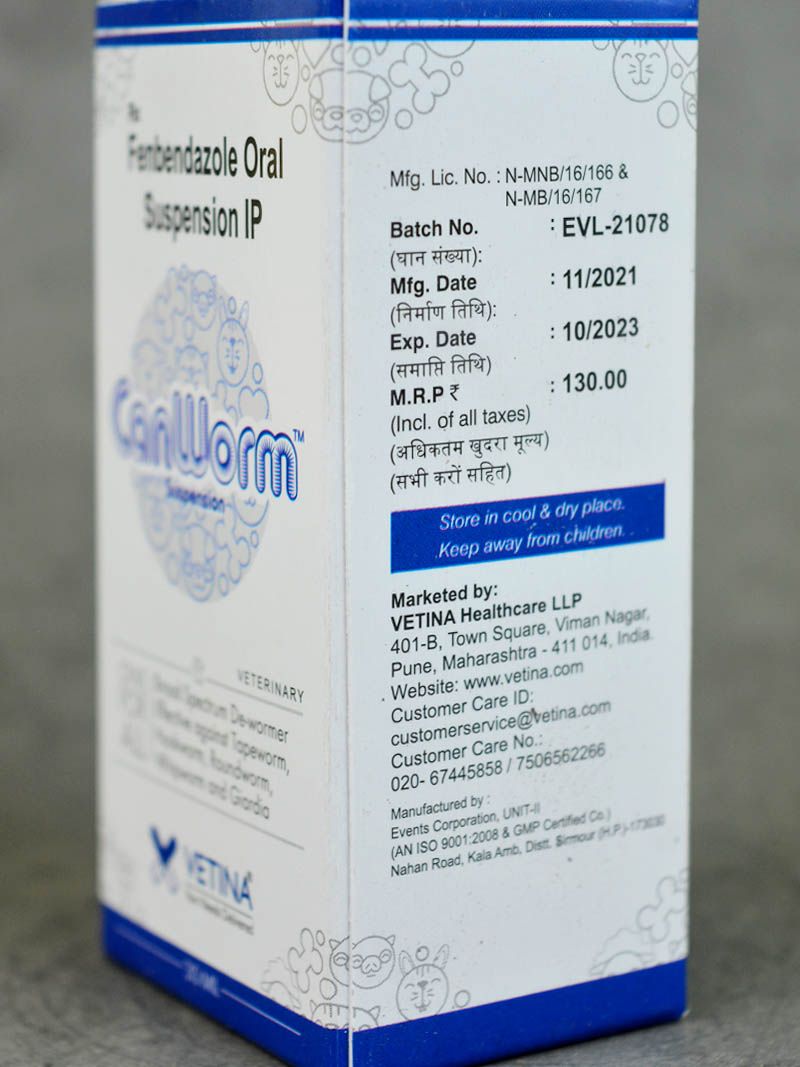 Rx
Fenbendazole Oral
Suspension IP
CanWorm™
Suspension
VETERINARY
Broad Spectrum De-wormer
Effective against Tapeworm,
Hookworm, Roundworm,
Whipworm and Giardia
VETINA
Mfg. Lic. No. : N-MNB/16/166 &
N-MB/16/167
Batch No. : EVL-21078
(घान संख्या):
Mfg. Date : 11/2021
(निर्माण तिथि):
Exp. Date : 10/2023
(समाप्ति तिथि)
M.R.P ₹ : 130.00
(Incl. of all taxes)
(अधिकतम खुदरा मूल्य)
(सभी करों सहित)
Store in cool & dry place.
Keep away from children.
Marketed by:
VETINA Healthcare LLP
401-B, Town Square, Viman Nagar,
Pune, Maharashtra - 411 014, India.
Website: www.vetina.com
Customer Care ID:
customerservice@vetina.com
Customer Care No.:
020- 67445858 / 7506562266
Manufactured by :
Events Corporation, UNIT-II
(AN ISO 9001:2008 & GMP Certified Co.)
Nahan Road, Kala Amb, Distt. Sirmour (H.P.)-173030